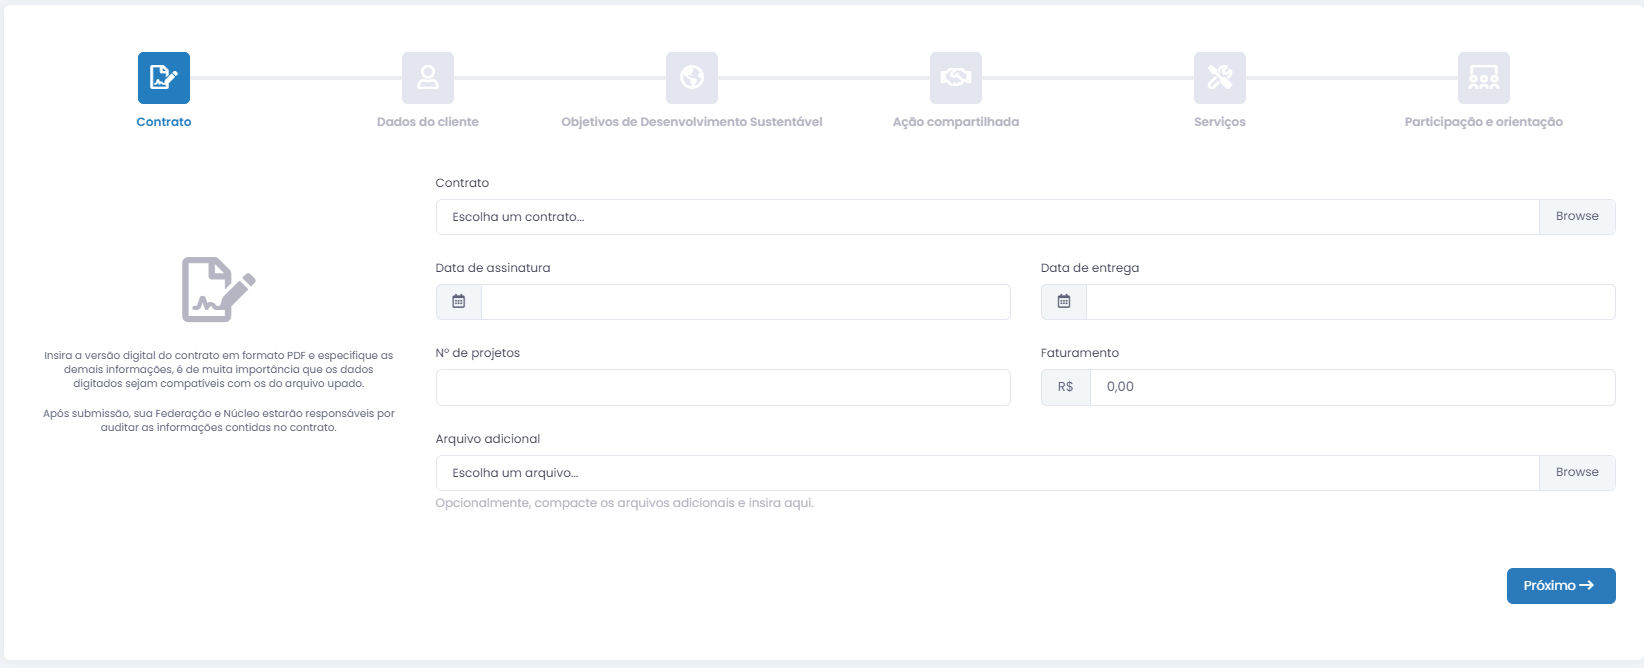 Contrato
Dados do cliente
Objetivos de Desenvolvimento Sustentável
Ação compartilhada
Serviços
Participação e orientação
Insira a versão digital do contrato em formato PDF e especifique as
demais informações, é de muita importância que os dados
digitados sejam compatíveis com os do arquivo upado.
Após submissão, sua Federação e Núcleo estarão responsáveis por
auditar as informações contidas no contrato.
Contrato
Escolha um contrato...
Browse
Data de assinatura
Data de entrega
Nº de projetos
Faturamento
R$ 0,00
Arquivo adicional
Escolha um arquivo...
Browse
Opcionalmente, compacte os arquivos adicionais e insira aqui.
Próximo →